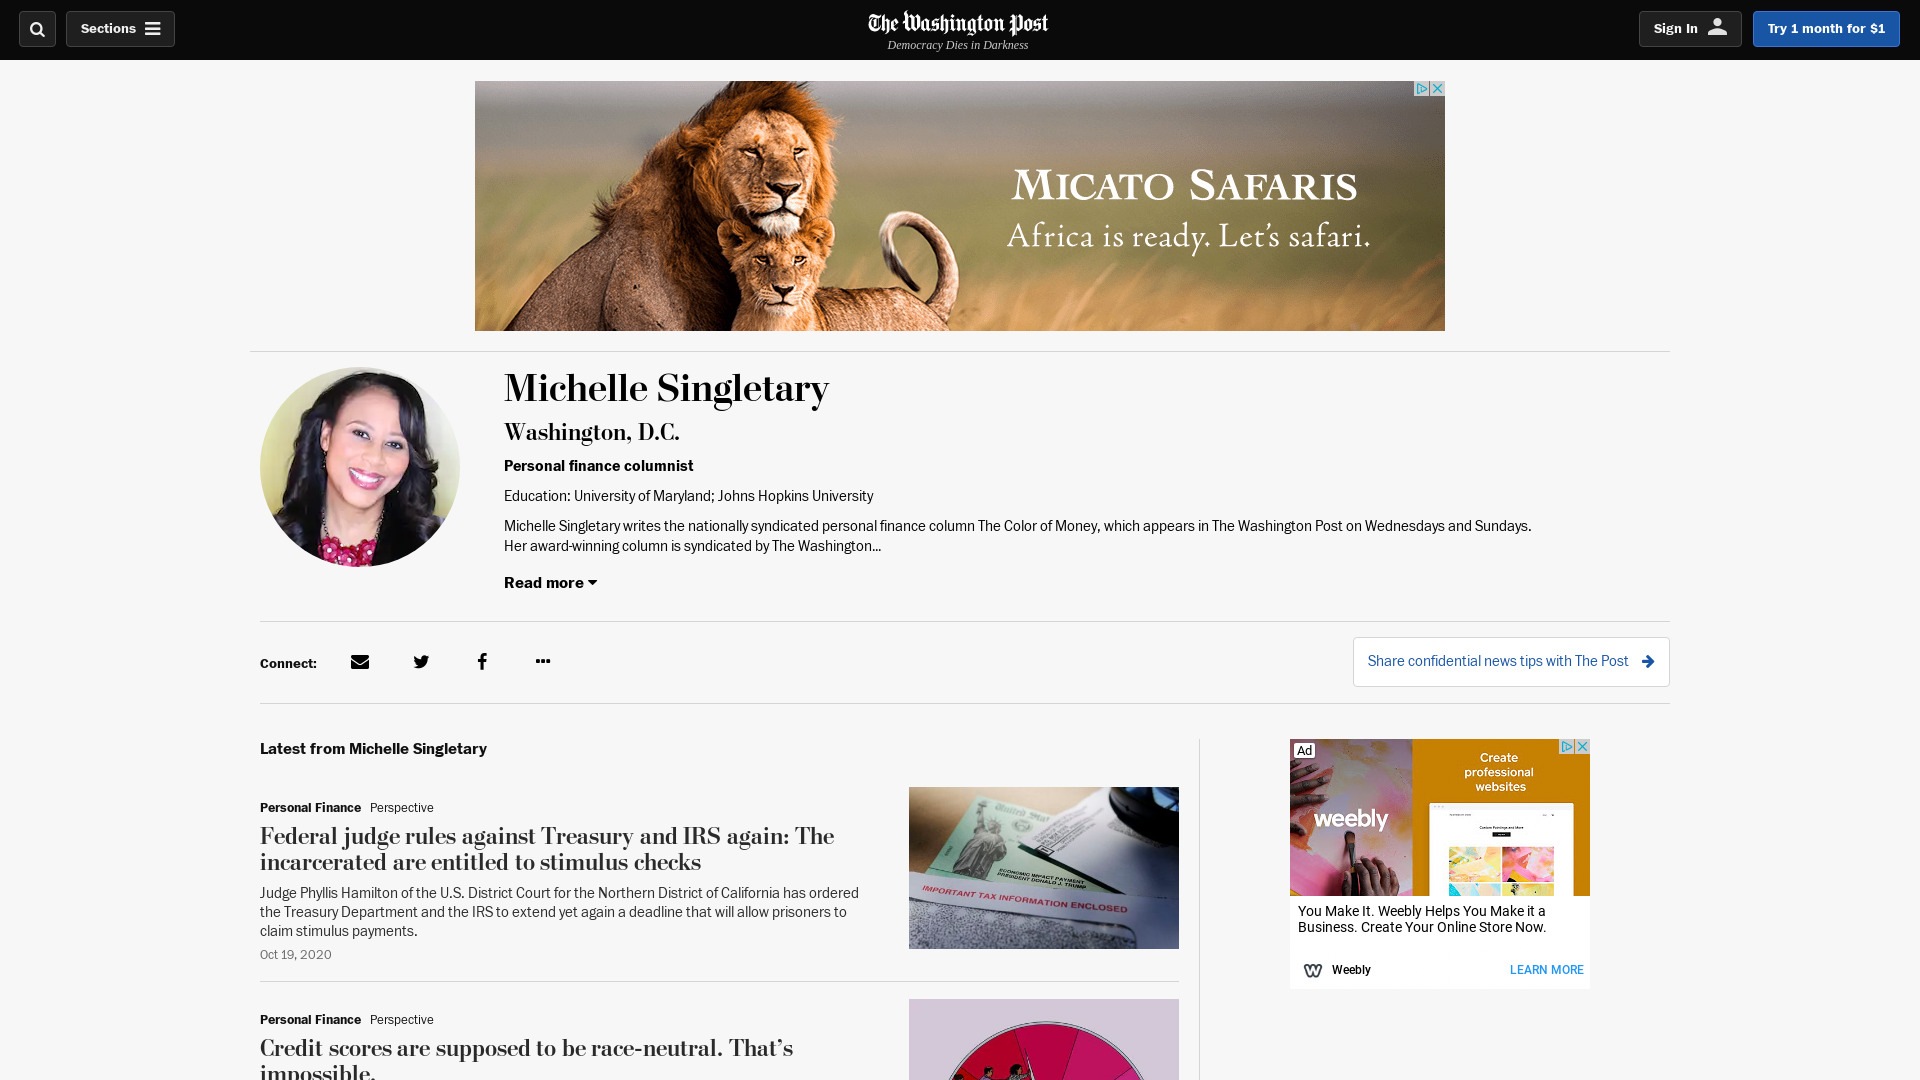 Sections
The Washington Post
Democracy Dies in Darkness
Sign In
Try 1 month for $1
MICATO SAFARIS
Africa is ready. Let's safari.
Michelle Singletary
Washington, D.C.
Personal finance columnist
Education: University of Maryland; Johns Hopkins University
Michelle Singletary writes the nationally syndicated personal finance column The Color of Money, which appears in The Washington Post on Wednesdays and Sundays.
Her award-winning column is syndicated by The Washington...
Read more
Connect:
Share confidential news tips with The Post
Latest from Michelle Singletary
Personal Finance Perspective
Federal judge rules against Treasury and IRS again: The
incarcerated are entitled to stimulus checks
Judge Phyllis Hamilton of the U.S. District Court for the Northern District of California has ordered
the Treasury Department and the IRS to extend yet again a deadline that will allow prisoners to
claim stimulus payments.
Oct 19, 2020
ECONOMIC IMPACT PAYMENT
PRESIDENT DONALD J. TRUMP
IMPORTANT TAX INFORMATION ENCLOSED
Personal Finance Perspective
Credit scores are supposed to be race-neutral. That's
impossible.
Ad
weebly
Create
professional
websites
You Make It. Weebly Helps You Make it a
Business. Create Your Online Store Now.
Weebly
LEARN MORE